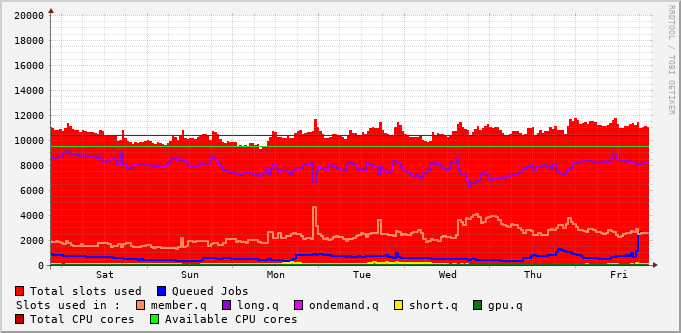 RRDTOOL / TOBI OETIKER
20000
18000
16000
14000
12000
10000
8000
6000
4000
2000
0
Sat Sun Mon Tue Wed Thu Fri
Total slots used Queued Jobs
Slots used in : member.q long.q ondemand.q short.q gpu.q
Total CPU cores Available CPU cores